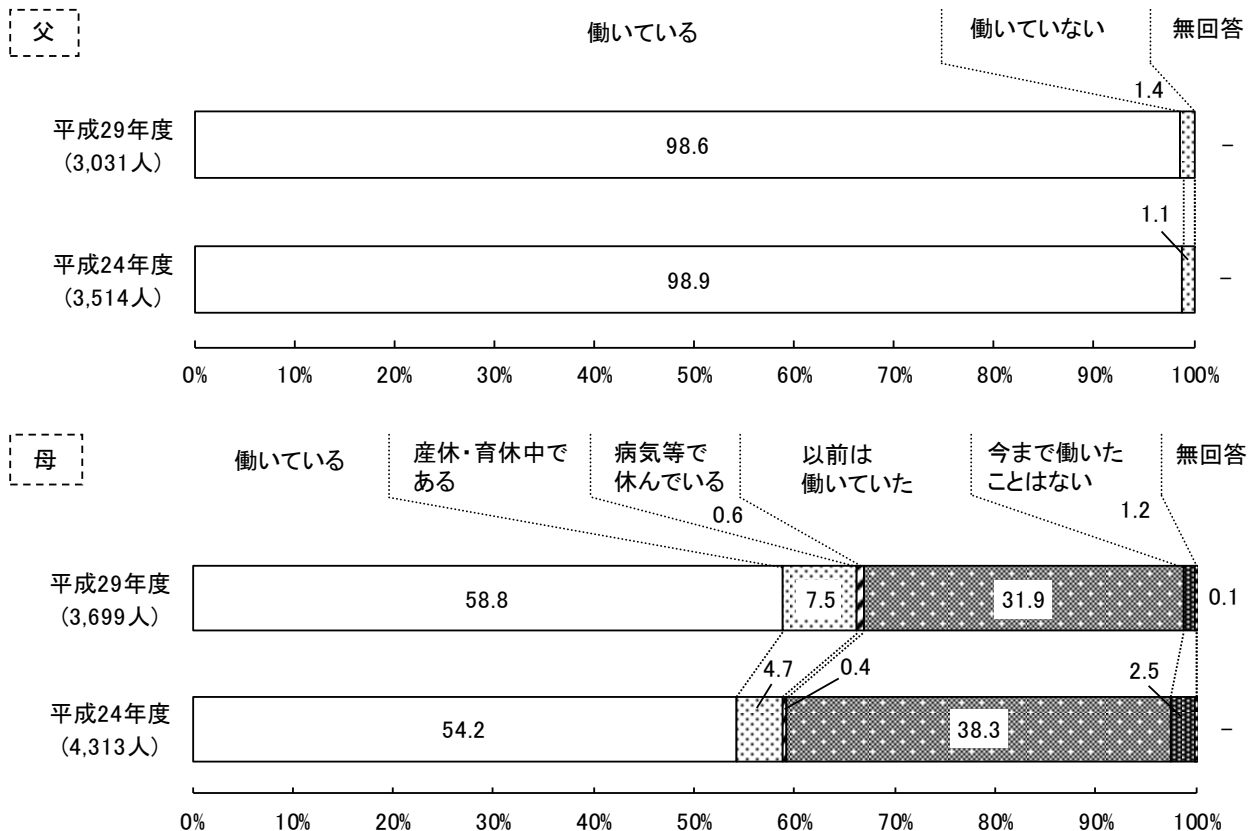 父
働いている
働いていない
無回答
1.4
平成29年度
(3,031人)
98.6
-
1.1
平成24年度
(3,514人)
98.9
-
0% 10% 20% 30% 40% 50% 60% 70% 80% 90% 100%
母
働いている
産休・育休中で
ある
病気等で
休んでいる
以前は
働いていた
今まで働いた
ことはない
無回答
0.6
1.2
平成29年度
(3,699人)
58.8
7.5
31.9
0.1
4.7
0.4
2.5
平成24年度
(4,313人)
54.2
38.3
-
0% 10% 20% 30% 40% 50% 60% 70% 80% 90% 100%